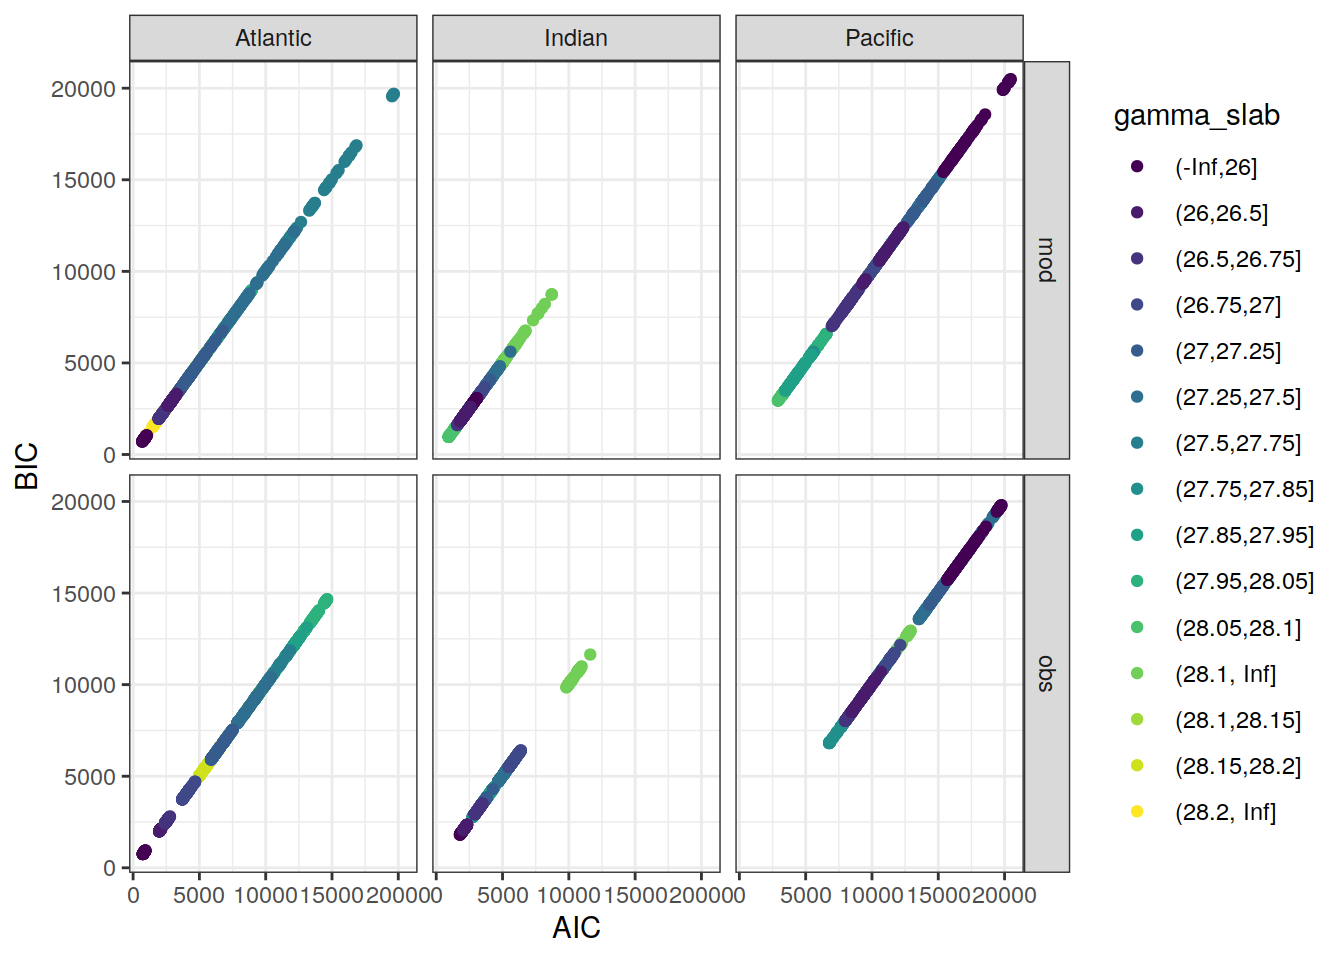 Atlantic Indian Pacific
mod
obs
20000
15000
10000
5000
0
20000
15000
10000
5000
0
BIC
0 5000 10000 15000 20000
0 5000 10000 15000 20000
0 5000 10000 15000 20000
AIC
gamma_slab
(-Inf,26]
(26,26.5]
(26.5,26.75]
(26.75,27]
(27,27.25]
(27.25,27.5]
(27.5,27.75]
(27.75,27.85]
(27.85,27.95]
(27.95,28.05]
(28.05,28.1]
(28.1, Inf]
(28.1,28.15]
(28.15,28.2]
(28.2, Inf]